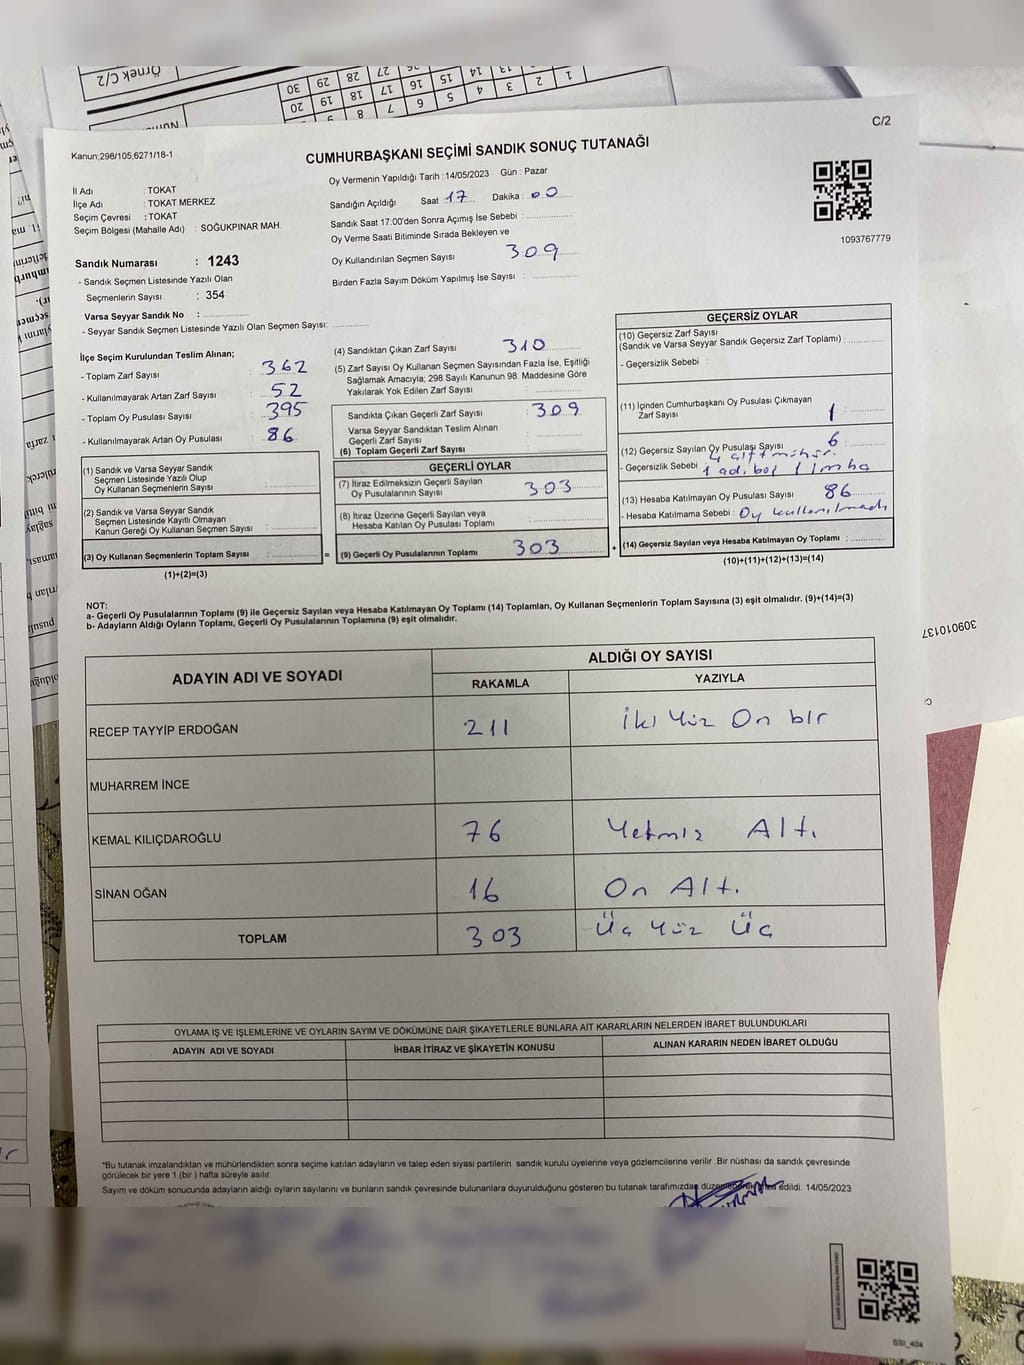 Örnek C/2
C/2
Kanun;298/105,6271/18-1
CUMHURBAŞKANI SEÇİMİ SANDIK SONUÇ TUTANAĞI
İl Adı : TOKAT
İlçe Adı : TOKAT MERKEZ
Seçim Çevresi : TOKAT
Seçim Bölgesi (Mahalle Adı) : SOĞUKPINAR MAH.
Oy Vermenin Yapıldığı Tarih : 14/05/2023 Gün : Pazar
Sandığın Açıldığı Saat 17 Dakika : 00
Sandık Saat 17:00'den Sonra Açımış İse Sebebi :
Oy Verme Saati Bitiminde Sırada Bekleyen ve
Oy Kullandırılan Seçmen Sayısı 309
Birden Fazla Sayım Döküm Yapılmış İse Sayısı :
1093767779
Sandık Numarası : 1243
- Sandık Seçmen Listesinde Yazılı Olan
Seçmenlerin Sayısı : 354
Varsa Seyyar Sandık No :
- Seyyar Sandık Seçmen Listesinde Yazılı Olan Seçmen Sayısı:
İlçe Seçim Kurulundan Teslim Alınan;
- Toplam Zarf Sayısı : 362
- Kullanılmayarak Artan Zarf Sayısı : 52
- Toplam Oy Pusulası Sayısı : 395
- Kullanılmayarak Artan Oy Pusulası : 86
(1) Sandık ve Varsa Seyyar Sandık
Seçmen Listesinde Yazılı Olup
Oy Kullanan Seçmenlerin Sayısı :
(2) Sandık ve Varsa Seyyar Sandık
Seçmen Listesinde Kayıtlı Olmayan
Kanun Gereği Oy Kullanan Seçmen Sayısı :
(3) Oy Kullanan Seçmenlerin Toplam Sayısı :
(1)+(2)=(3)
(4) Sandıktan Çıkan Zarf Sayısı 310
(5) Zarf Sayısı Oy Kullanan Seçmen Sayısından Fazla İse, Eşitliği
Sağlamak Amacıyla; 298 Sayılı Kanunun 98. Maddesine Göre
Yakılarak Yok Edilen Zarf Sayısı :
Sandıkta Çıkan Geçerli Zarf Sayısı : 309
Varsa Seyyar Sandıktan Teslim Alınan
Geçerli Zarf Sayısı :
(6) Toplam Geçerli Zarf Sayısı :
GEÇERLİ OYLAR
(7) İtiraz Edilmeksizin Geçerli Sayılan
Oy Pusulalarının Sayısı 303
(8) İtiraz Üzerine Geçerli Sayılan veya
Hesaba Katılan Oy Pusulası Toplamı :
= (9) Geçerli Oy Pusulalarının Toplamı 303 +
GEÇERSİZ OYLAR
(10) Geçersiz Zarf Sayısı
(Sandık ve Varsa Seyyar Sandık Geçersiz Zarf Toplamı) :
- Geçersizlik Sebebi :
(11) İçinden Cumhurbaşkanı Oy Pusulası Çıkmayan
Zarf Sayısı : 1
(12) Geçersiz Sayılan Oy Pusulası Sayısı : 6
- Geçersizlik Sebebi 4 çift mühür.
1 ad. boş 1 imha
(13) Hesaba Katılmayan Oy Pusulası Sayısı 86
- Hesaba Katılmama Sebebi : Oy kullanılmadı
(14) Geçersiz Sayılan veya Hesaba Katılmayan Oy Toplamı :
(10)+(11)+(12)+(13)=(14)
NOT:
a- Geçerli Oy Pusulalarının Toplamı (9) ile Geçersiz Sayılan veya Hesaba Katılmayan Oy Toplamı (14) Toplamları, Oy Kullanan Seçmenlerin Toplam Sayısına (3) eşit olmalıdır. (9)+(14)=(3)
b- Adayların Aldığı Oyların Toplamı, Geçerli Oy Pusulalarının Toplamına (9) eşit olmalıdır.
309010137
ADAYIN ADI VE SOYADI
ALDIĞI OY SAYISI
RAKAMLA YAZIYLA
RECEP TAYYİP ERDOĞAN 211 İki Yüz On bir
MUHARREM İNCE
KEMAL KILIÇDAROĞLU 76 Yetmiş Altı
SİNAN OĞAN 16 On Altı
TOPLAM 303 Üç Yüz Üç
OYLAMA İŞ VE İŞLEMLERİNE VE OYLARIN SAYIM VE DÖKÜMÜNE DAİR ŞİKAYETLERLE BUNLARA AİT KARARLARIN NELERDEN İBARET BULUNDUKLARI
ADAYIN ADI VE SOYADI İHBAR İTİRAZ VE ŞİKAYETİN KONUSU ALINAN KARARIN NEDEN İBARET OLDUĞU
*Bu tutanak imzalandıktan ve mühürlendikten sonra seçime katılan adayların ve talep eden siyasi partilerin sandık kurulu üyelerine veya gözlemcilerine verilir .Bir nüshası da sandık çevresinde
görülecek bir yere 1 (bir ) hafta süreyle asılır.
Sayım ve döküm sonucunda adayların aldığı oyların sayılarını ve bunların sandık çevresinde bulunanlara duyurulduğunu gösteren bu tutanak tarafımızdan edildi. 14/05/2023